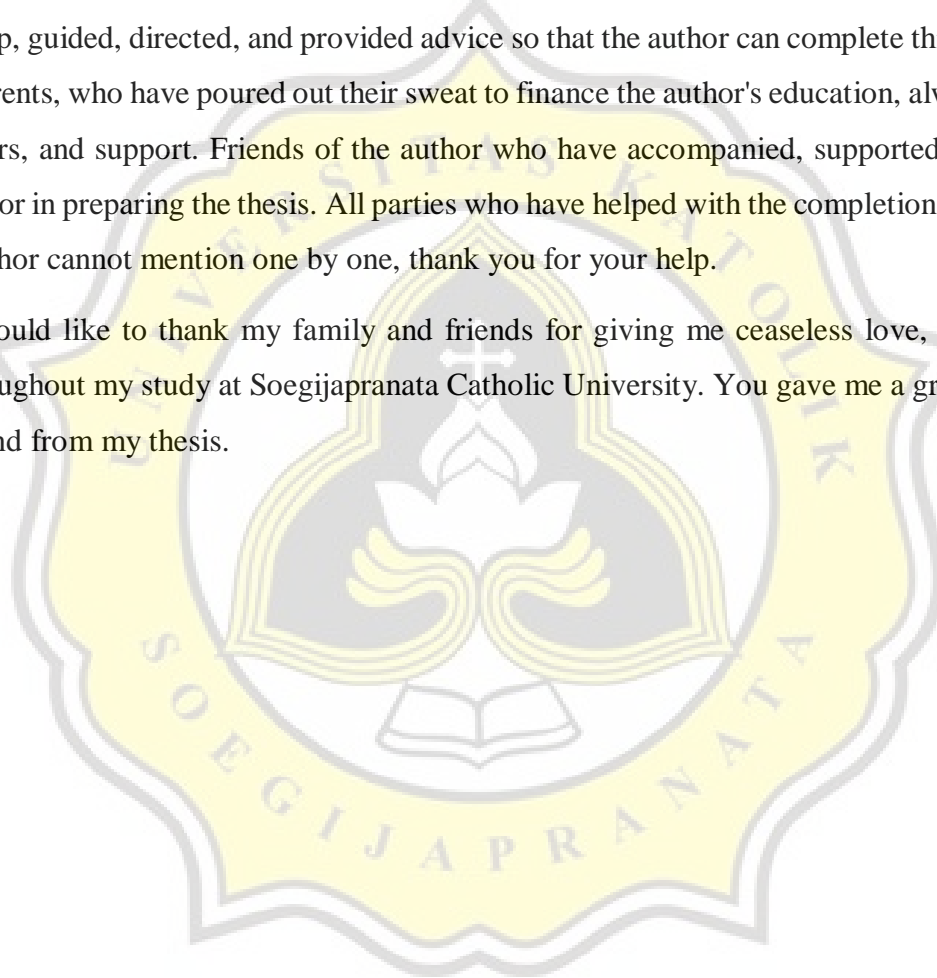 p, guided, directed, and provided advice so that the author can complete th
rents, who have poured out their sweat to finance the author's education, alv
rs, and support. Friends of the author who have accompanied, supported
or in preparing the thesis. All parties who have helped with the completion
hor cannot mention one by one, thank you for your help.
ould like to thank my family and friends for giving me ceaseless love,
ughout my study at Soegijapranata Catholic University. You gave me a gr
nd from my thesis.
UNIVERSITAS KATOLIK
SOEGIJAPRANATA